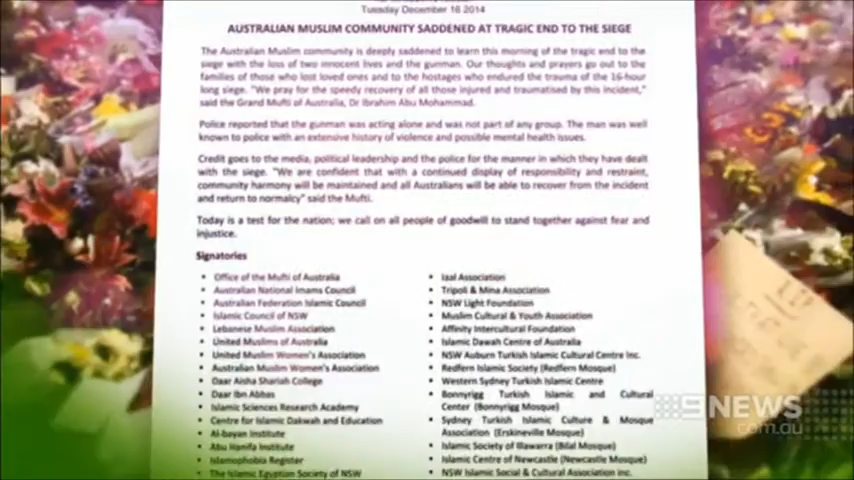 Tuesday December 16 2014
AUSTRALIAN MUSLIM COMMUNITY SADDENED AT TRAGIC END TO THE SIEGE
The Australian Muslim community is deeply saddened to learn this morning of the tragic end to the
siege with the loss of two innocent lives and the gunman. Our thoughts and prayers go out to the
families of those who lost loved ones and to the hostages who endured the trauma of the 16-hour
long siege. "We pray for the speedy recovery of all those injured and traumatised by this incident,"
said the Grand Mufti of Australia, Dr Ibrahim Abu Mohammad.
Police reported that the gunman was acting alone and was not part of any group. The man was well
known to police with an extensive history of violence and possible mental health issues.
Credit goes to the media, political leadership and the police for the manner in which they have dealt
with the siege. "We are confident that with a continued display of responsibility and restraint,
community harmony will be maintained and all Australians will be able to recover from the incident
and return to normalcy" said the Mufti.
Today is a test for the nation; we call on all people of goodwill to stand together against fear and
injustice.
Signatories
• Office of the Mufti of Australia
• Australian National Imams Council
• Australian Federation Islamic Council
• Islamic Council of NSW
• Lebanese Muslim Association
• United Muslims of Australia
• United Muslim Women's Association
• Australian Muslim Women's Association
• Daar Aisha Shariah College
• Daar Ibn Abbas
• Islamic Sciences Research Academy
• Centre for Islamic Dakwah and Education
• Al-bayan Institute
• Abu Hanifa Institute
• Islamophobia Register
• The Islamic Egyptian Society of NSW
• Iaal Association
• Tripoli & Mina Association
• NSW Light Foundation
• Muslim Cultural & Youth Association
• Affinity Intercultural Foundation
• Islamic Dawah Centre of Australia
• NSW Auburn Turkish Islamic Cultural Centre Inc.
• Redfern Islamic Society (Redfern Mosque)
• Western Sydney Turkish Islamic Centre
• Bonnyrigg Turkish Islamic and Cultural
Center (Bonnyrigg Mosque)
• Sydney Turkish Islamic Culture & Mosque
Association (Erskineville Mosque)
• Islamic Society of Illawarra (Bilal Mosque)
• Islamic Centre of Newcastle (Newcastle Mosque)
• NSW Islamic Social & Cultural Association Inc.
9NEWS
.com.au